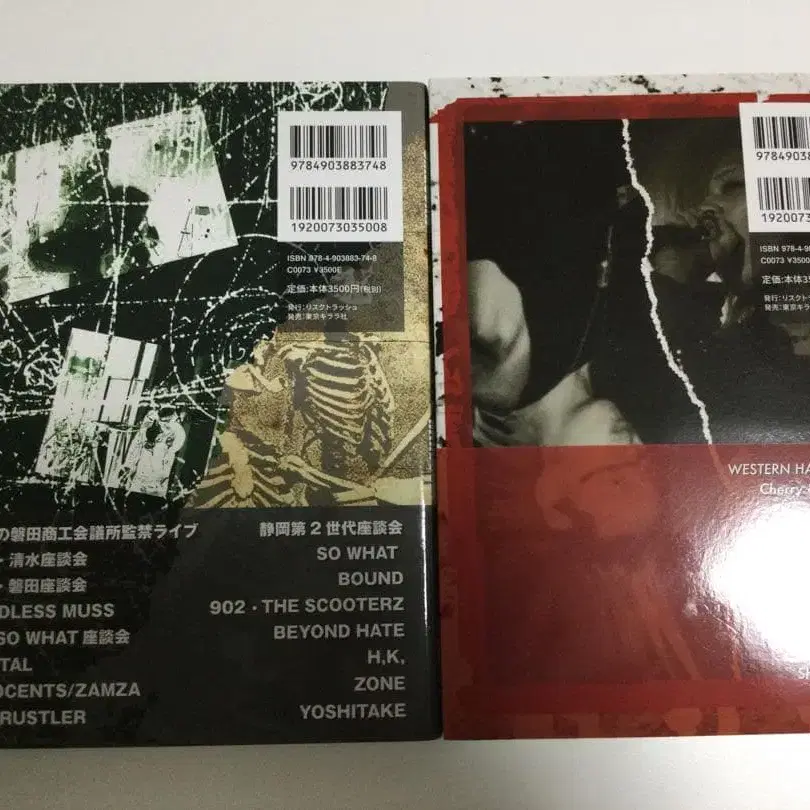 9784903883748
1920073035008
ISBN 978-4-903883-74-8
C0073 ¥3500E
定価:本体3500円(税別)
発行:リスクトラッシュ
発売:東京キララ社
の磐田商工会議所監禁ライブ
・清水座談会
・磐田座談会
DLESS MUSS
SO WHAT 座談会
TAL
OCENTS/ZAMZA
RUSTLER
静岡第2世代座談会
SO WHAT
BOUND
902・THE SCOOTERZ
BEYOND HATE
H,K,
ZONE
YOSHITAKE
97849038
19200730
ISBN 978-4-90
C0073 ¥3500
定価:本体35
発行:リスクトラ
発売:東京キラ
WESTERN HA
Cherry
SH